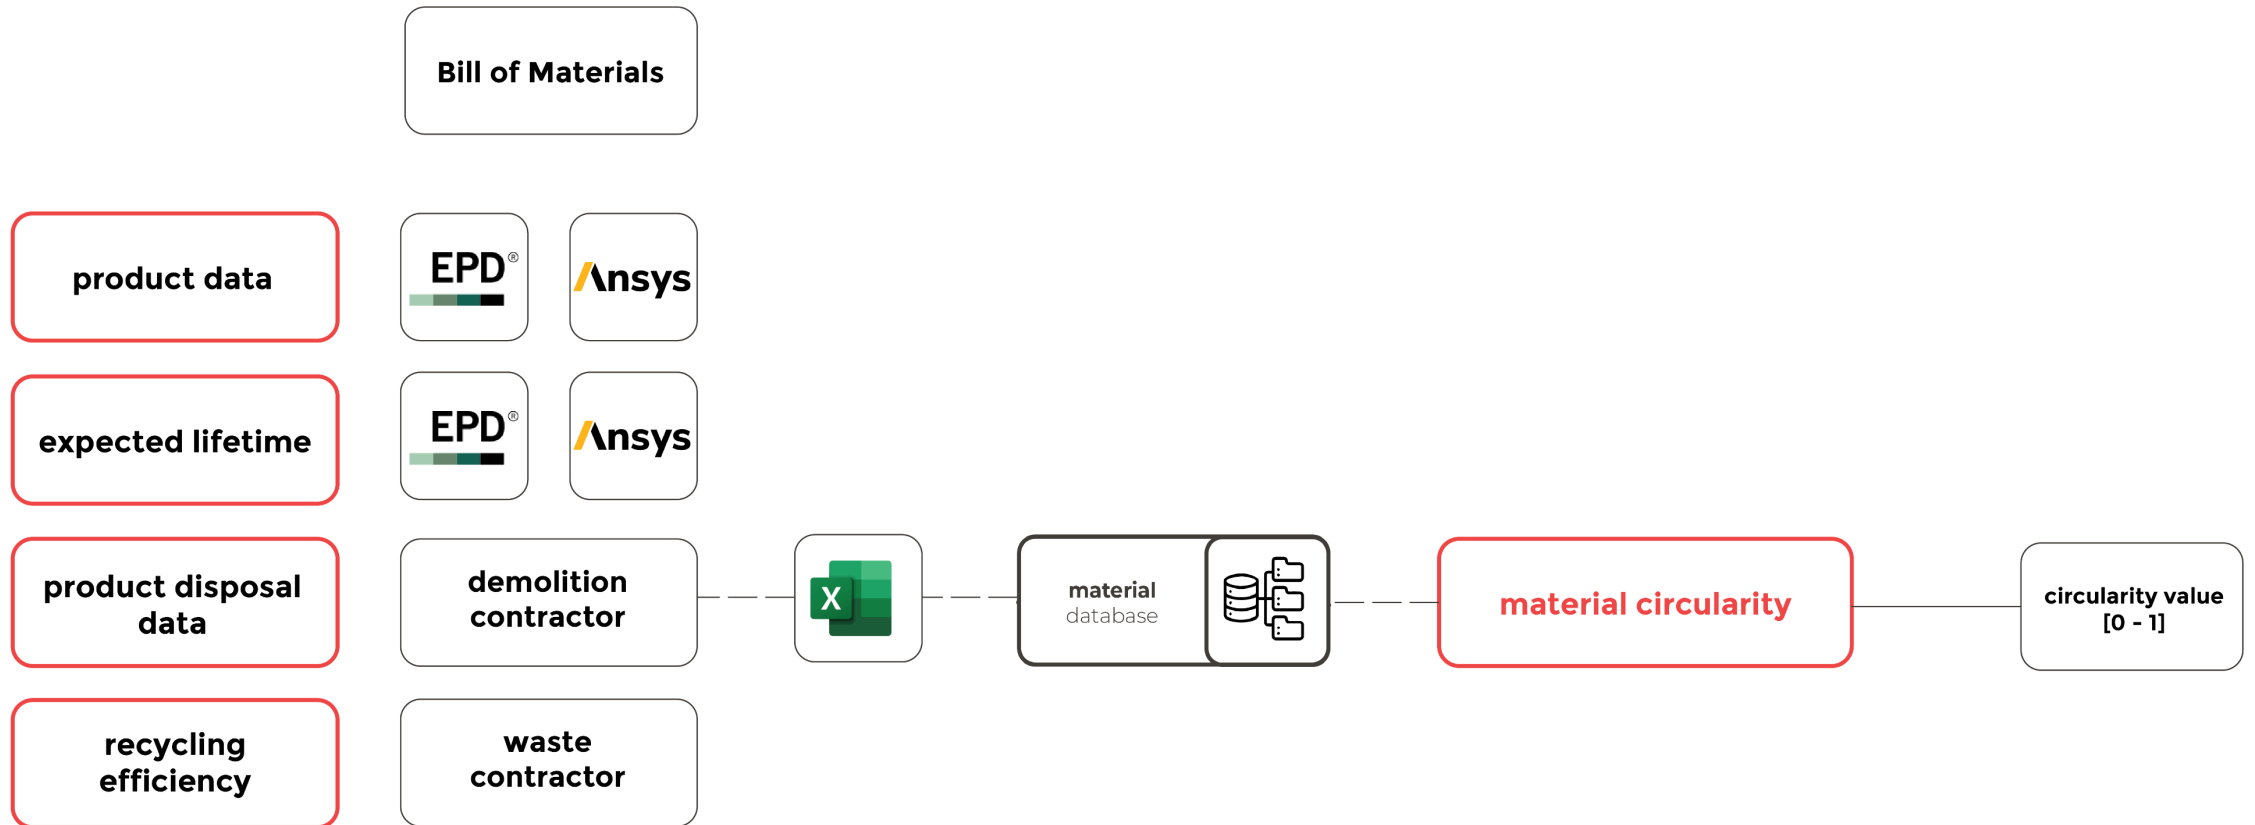 Bill of Materials
product data
EPD®
Ansys
expected lifetime
EPD®
Ansys
product disposal
data
demolition
contractor
X
material
database
material circularity
circularity value
[0 - 1]
recycling
efficiency
waste
contractor